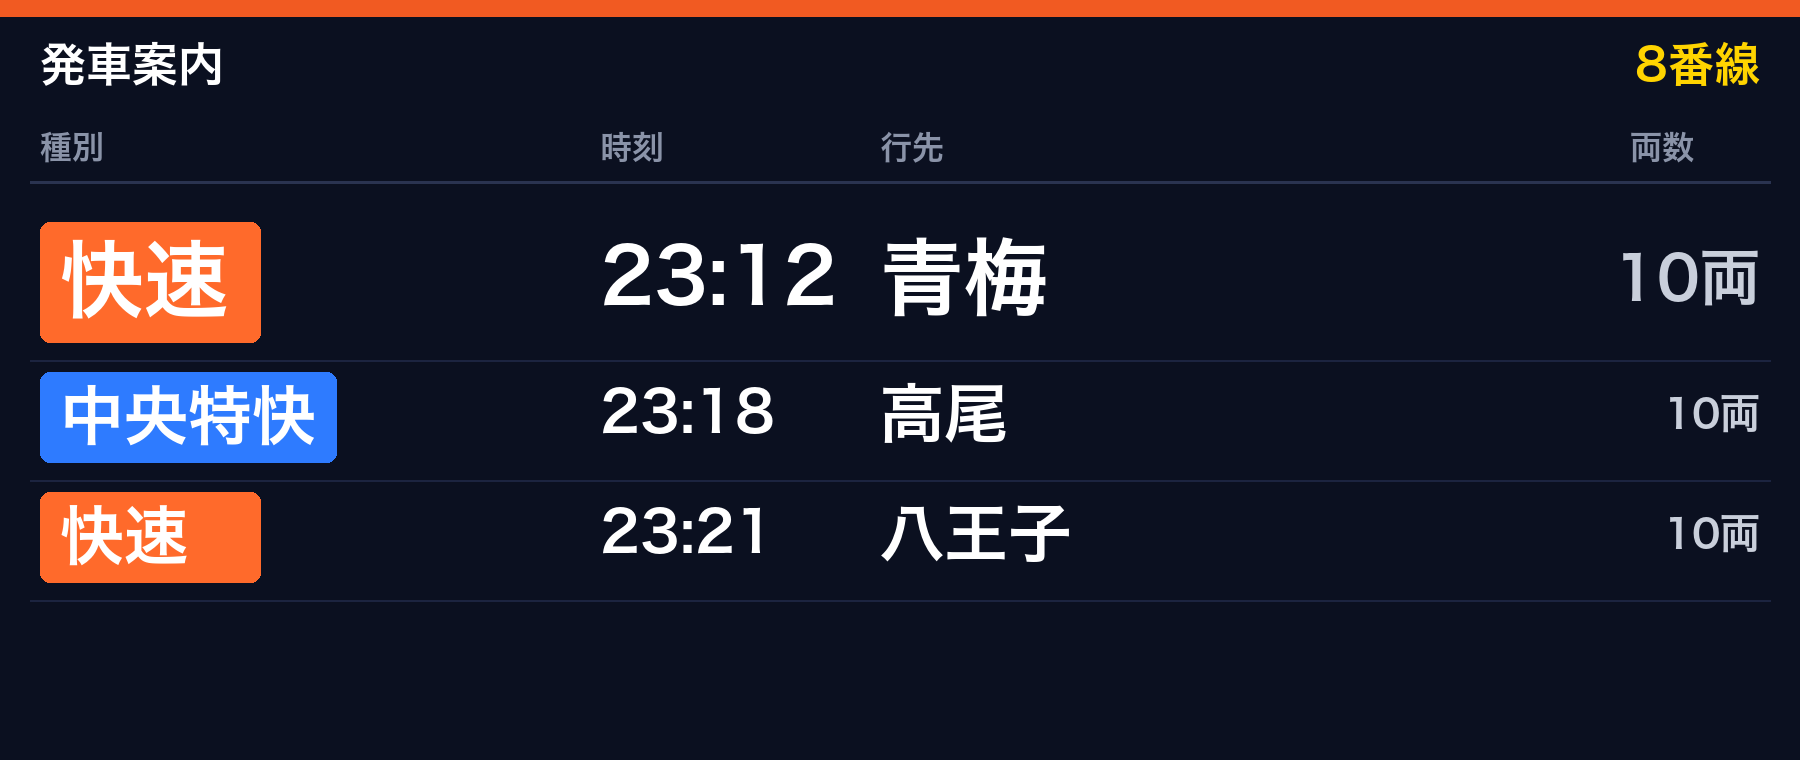 発車案内 8番線
種別 時刻 行先 両数
快速 23:12 青梅 10両
中央特快 23:18 高尾 10両
快速 23:21 八王子 10両